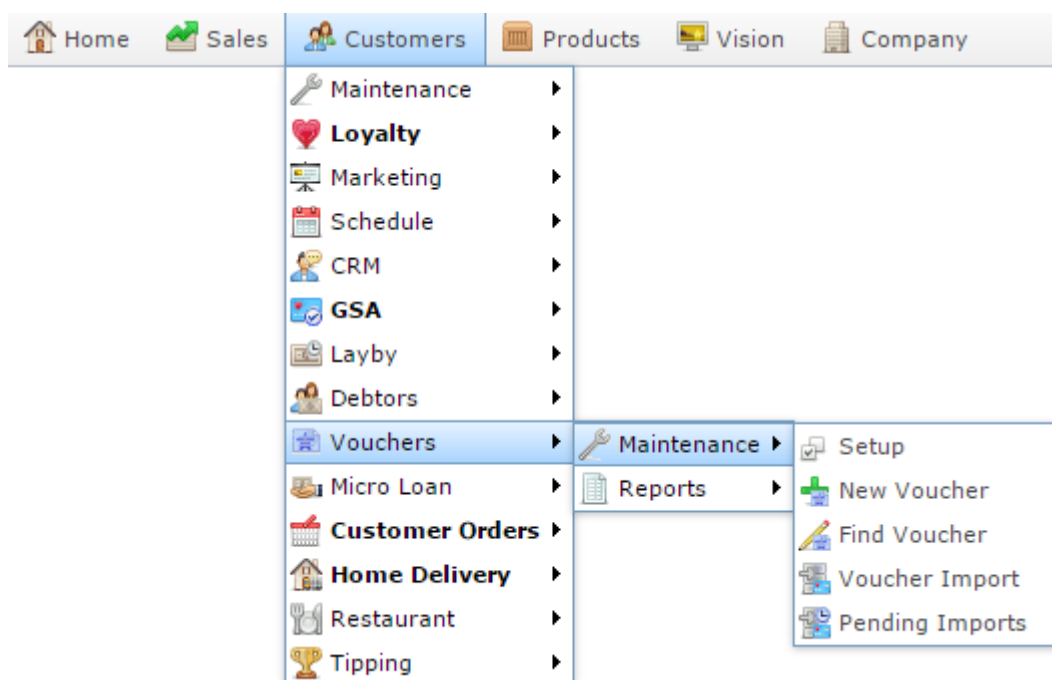 Home Sales Customers Products Vision Company
Maintenance
Loyalty
Marketing
Schedule
CRM
GSA
Layby
Debtors
Vouchers
Micro Loan
Customer Orders
Home Delivery
Restaurant
Tipping
Maintenance
Reports
Setup
New Voucher
Find Voucher
Voucher Import
Pending Imports